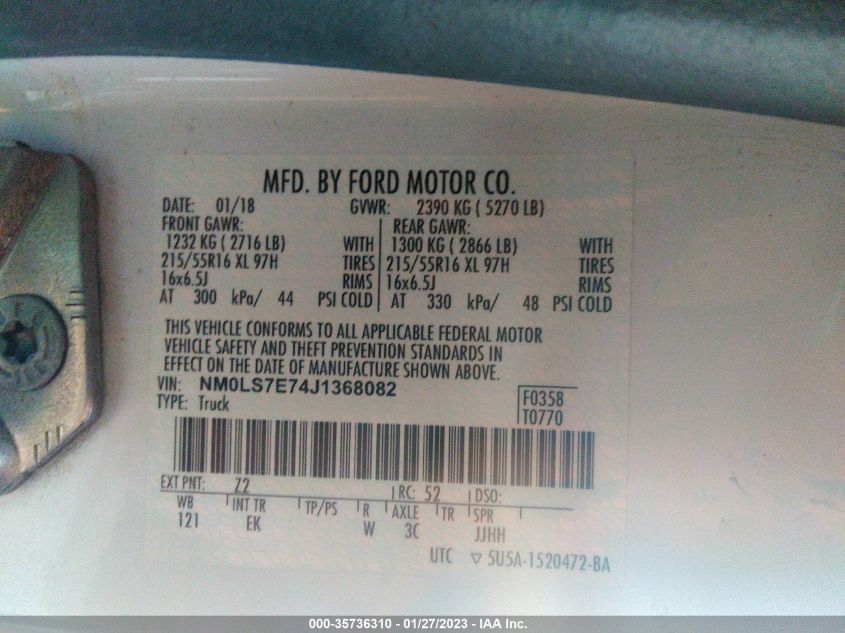 MFD. BY FORD MOTOR CO.
DATE: 01/18 GVWR: 2390 KG ( 5270 LB)
FRONT GAWR: REAR GAWR:
1232 KG ( 2716 LB) WITH 1300 KG ( 2866 LB) WITH
215/55R16 XL 97H TIRES 215/55R16 XL 97H TIRES
16x6.5J RIMS 16x6.5J RIMS
AT 300 kPa/ 44 PSI COLD AT 330 kPa/ 48 PSI COLD
THIS VEHICLE CONFORMS TO ALL APPLICABLE FEDERAL MOTOR
VEHICLE SAFETY AND THEFT PREVENTION STANDARDS IN
EFFECT ON THE DATE OF MANUFACTURE SHOWN ABOVE.
VIN: NM0LS7E74J1368082
TYPE: Truck
F0358
T0770
EXT PNT: Z2 RC: 52 DSO:
WB INT TR TP/PS R AXLE TR SPR
121 EK W 3C JJHH
UTC ▽ 5U5A-1520472-BA
000-35736310 - 01/27/2023 - IAA Inc.